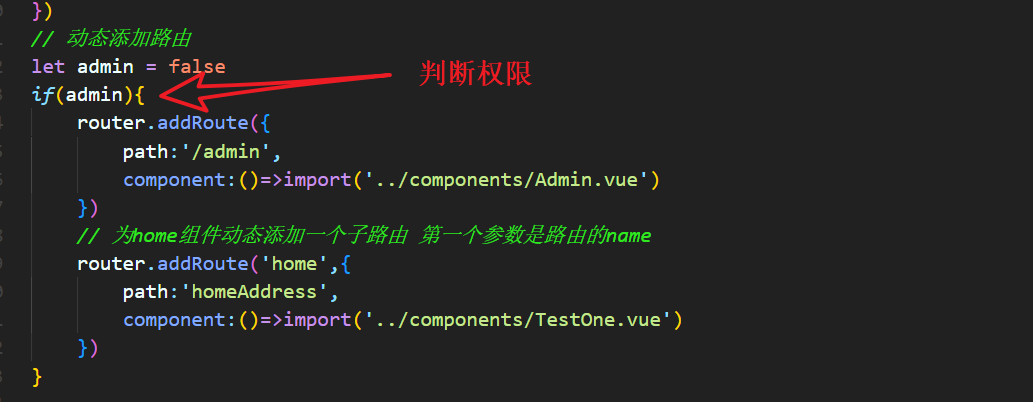 })
// 动态添加路由
let admin = false
if(admin){
判断权限
router.addRoute({
path:'/admin',
component:()=>import('../components/Admin.vue')
})
// 为home组件动态添加一个子路由 第一个参数是路由的name
router.addRoute('home',{
path:'homeAddress',
component:()=>import('../components/TestOne.vue')
})
}